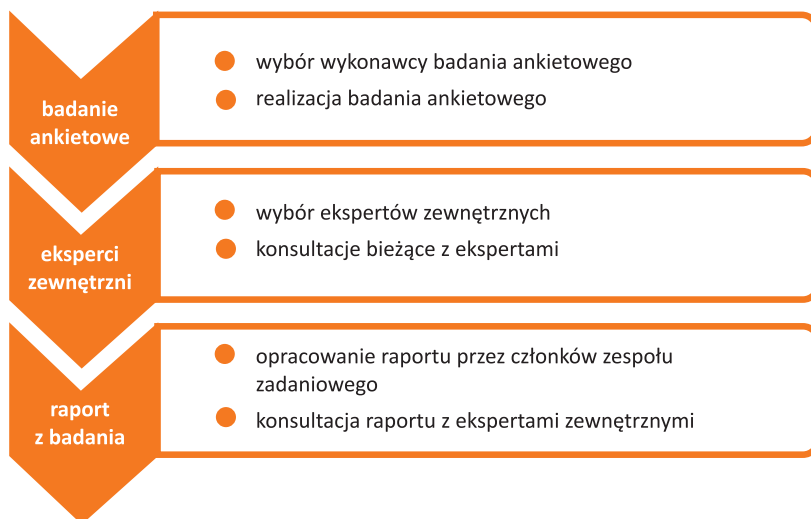 badanie
ankietowe
wybór wykonawcy badania ankietowego
realizacja badania ankietowego
eksperci
zewnętrzni
wybór ekspertów zewnętrznych
konsultacje bieżące z ekspertami
raport
z badania
opracowanie raportu przez członków zespołu
zadaniowego
konsultacja raportu z ekspertami zewnętrznymi